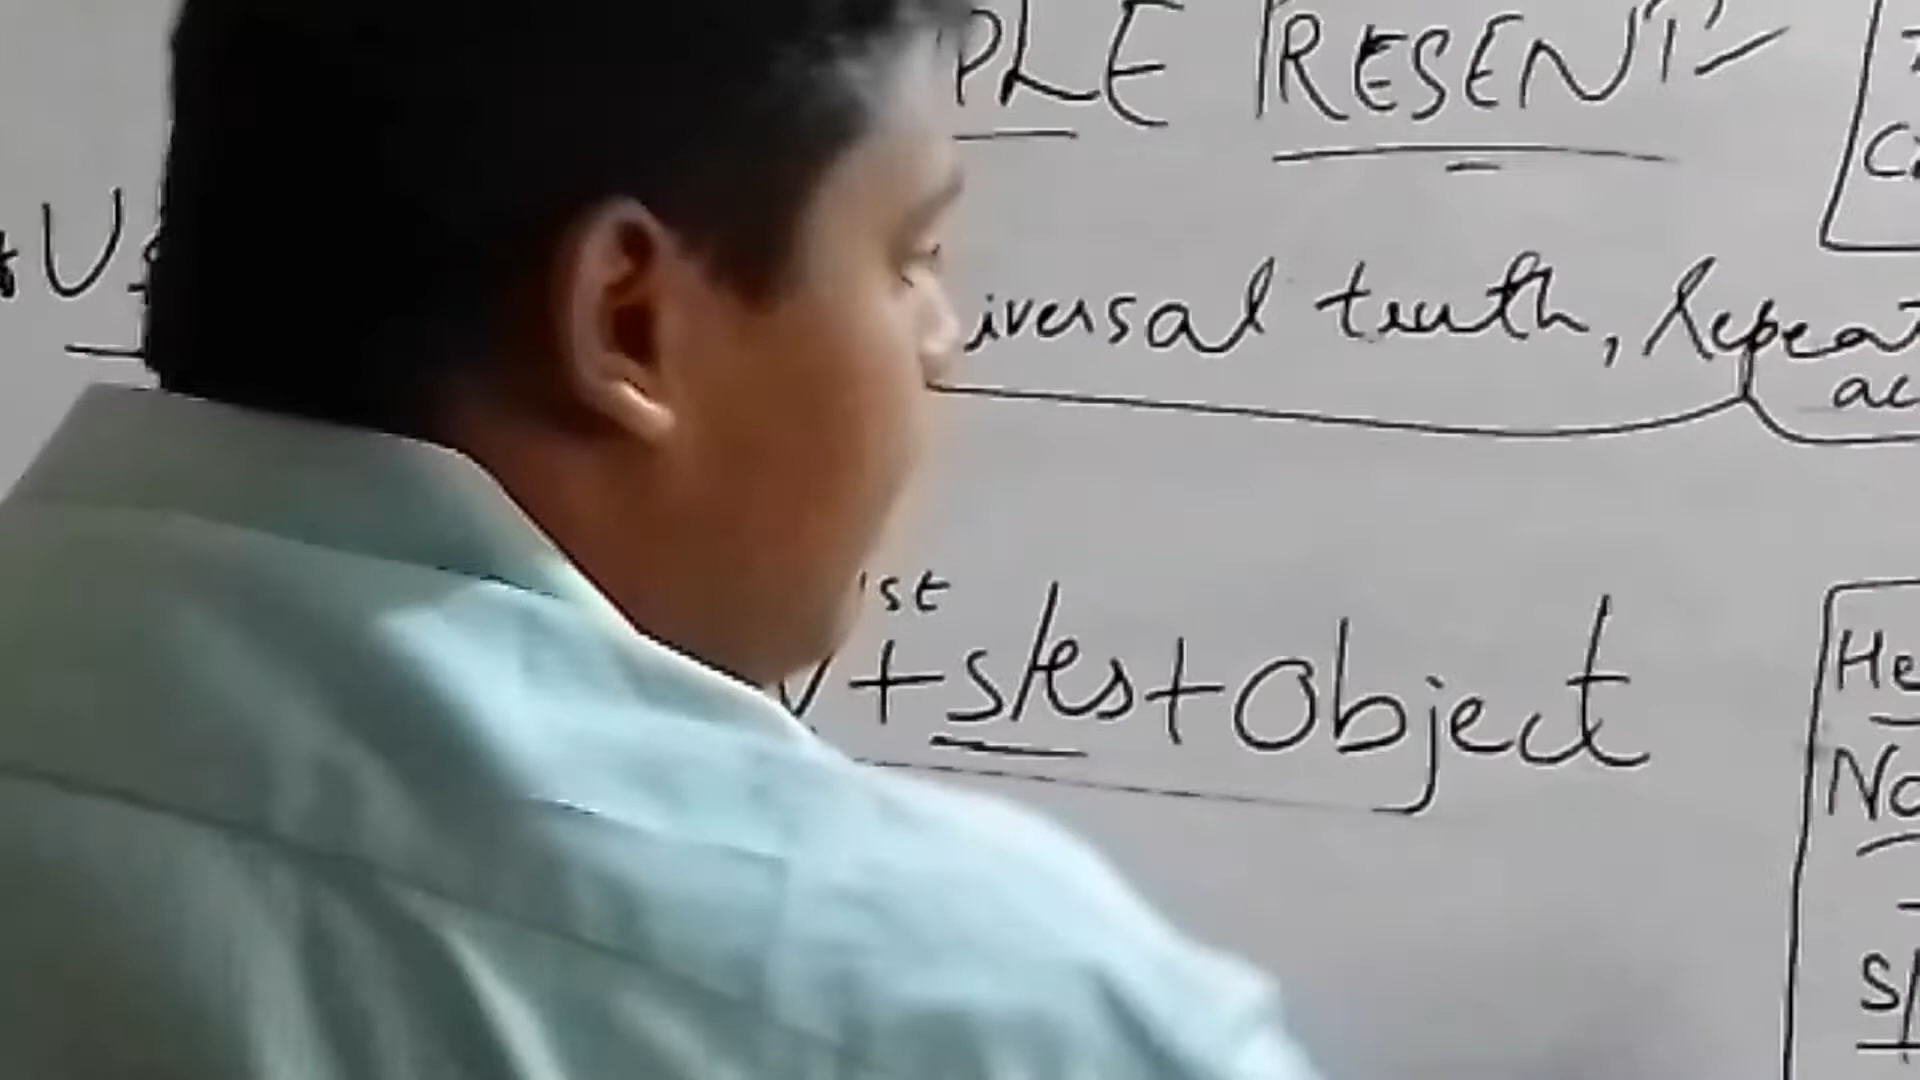 PLE PRESENT
iversal truth, Repeat
ac
1st
V + s/es + Object
He
No
S/